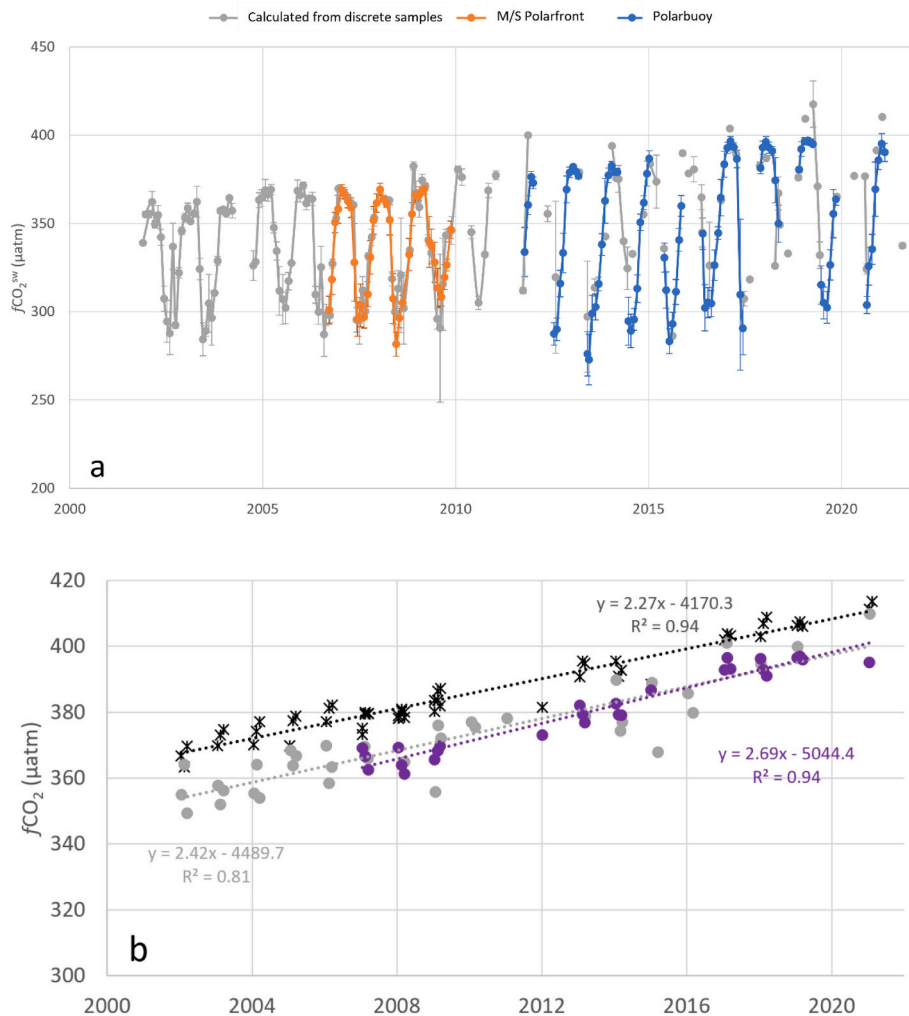 Calculated from discrete samples M/S Polarfront Polarbuoy
450
400
350
300
250
200
fCO₂ˢʷ (µatm)
a
2000 2005 2010 2015 2020
420
400
380
360
340
320
300
fCO₂ (µatm)
y = 2.27x - 4170.3
R² = 0.94
y = 2.69x - 5044.4
R² = 0.94
y = 2.42x - 4489.7
R² = 0.81
b
2000 2004 2008 2012 2016 2020